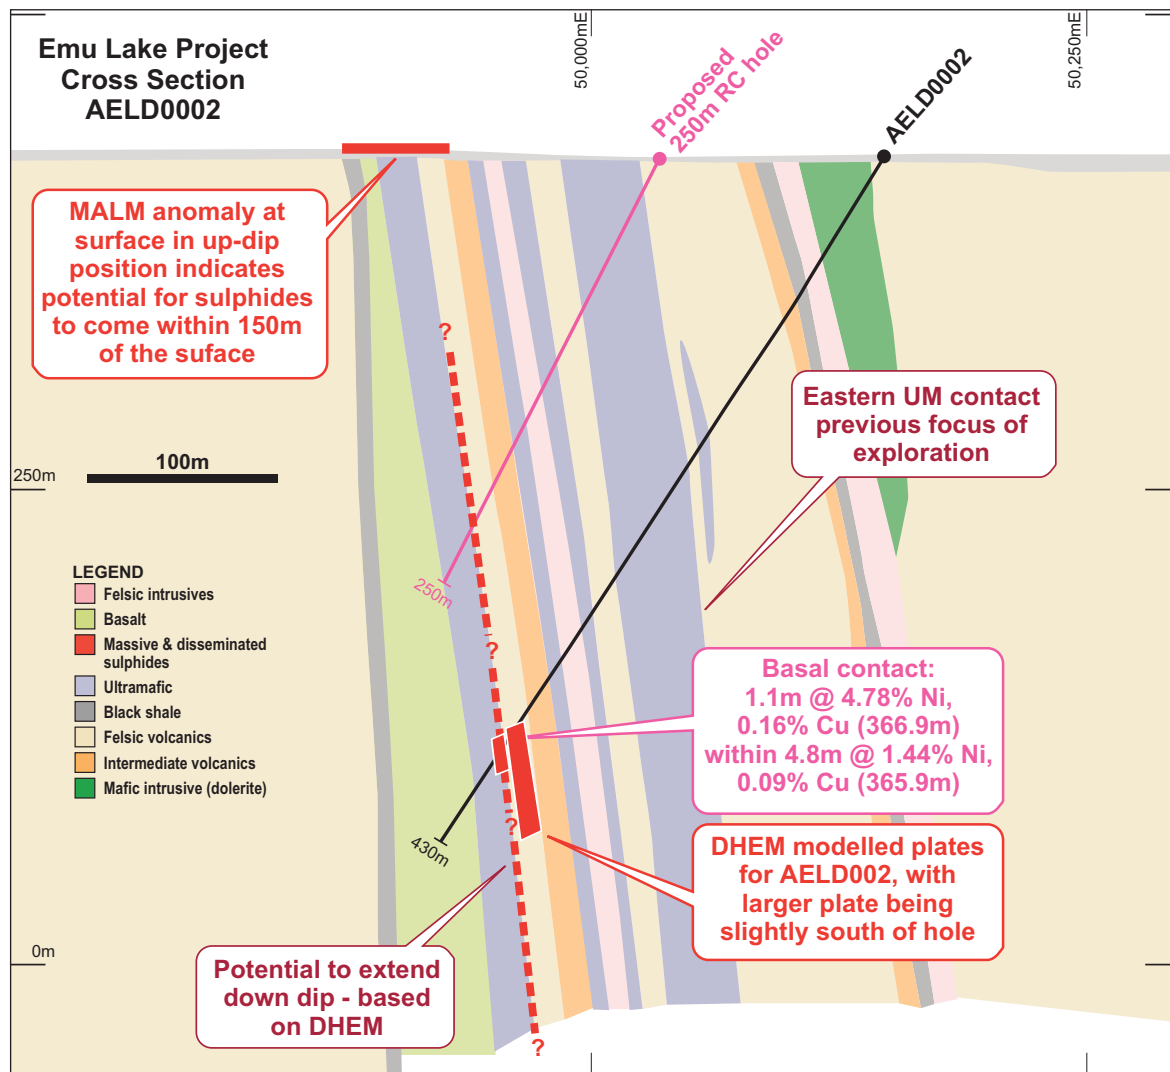 Emu Lake Project
Cross Section
AELD0002
50,000mE
50,250mE
Proposed
250m RC hole
AELD0002
MALM anomaly at
surface in up-dip
position indicates
potential for sulphides
to come within 150m
of the suface
?
Eastern UM contact
previous focus of
exploration
250m
100m
250m
LEGEND
Felsic intrusives
Basalt
Massive & disseminated
sulphides
Ultramafic
Black shale
Felsic volcanics
Intermediate volcanics
Mafic intrusive (dolerite)
?
Basal contact:
1.1m @ 4.78% Ni,
0.16% Cu (366.9m)
within 4.8m @ 1.44% Ni,
0.09% Cu (365.9m)
?
430m
DHEM modelled plates
for AELD002, with
larger plate being
slightly south of hole
0m
Potential to extend
down dip - based
on DHEM
?